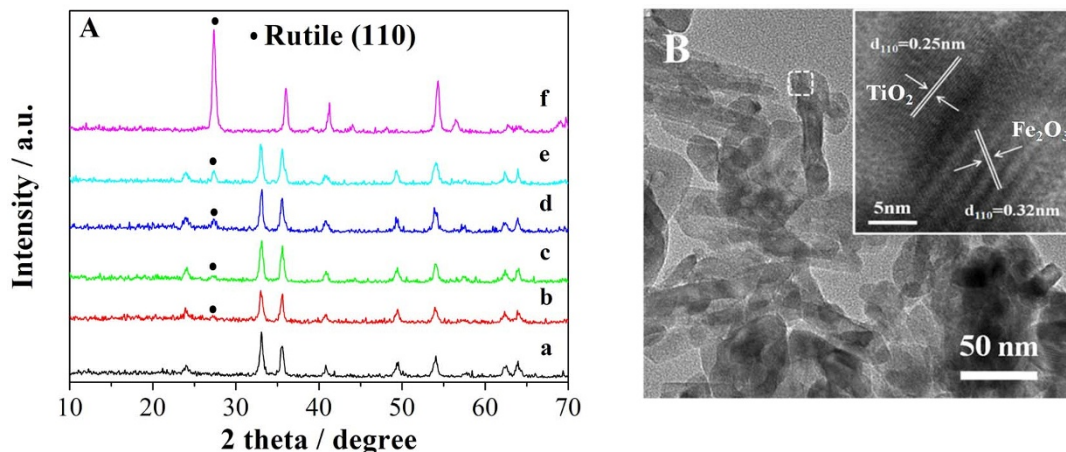 A
• Rutile (110)
f
e
d
c
b
a
Intensity / a.u.
10 20 30 40 50 60 70
2 theta / degree
B
d110=0.25nm
TiO2
Fe2O3
d110=0.32nm
5nm
50 nm